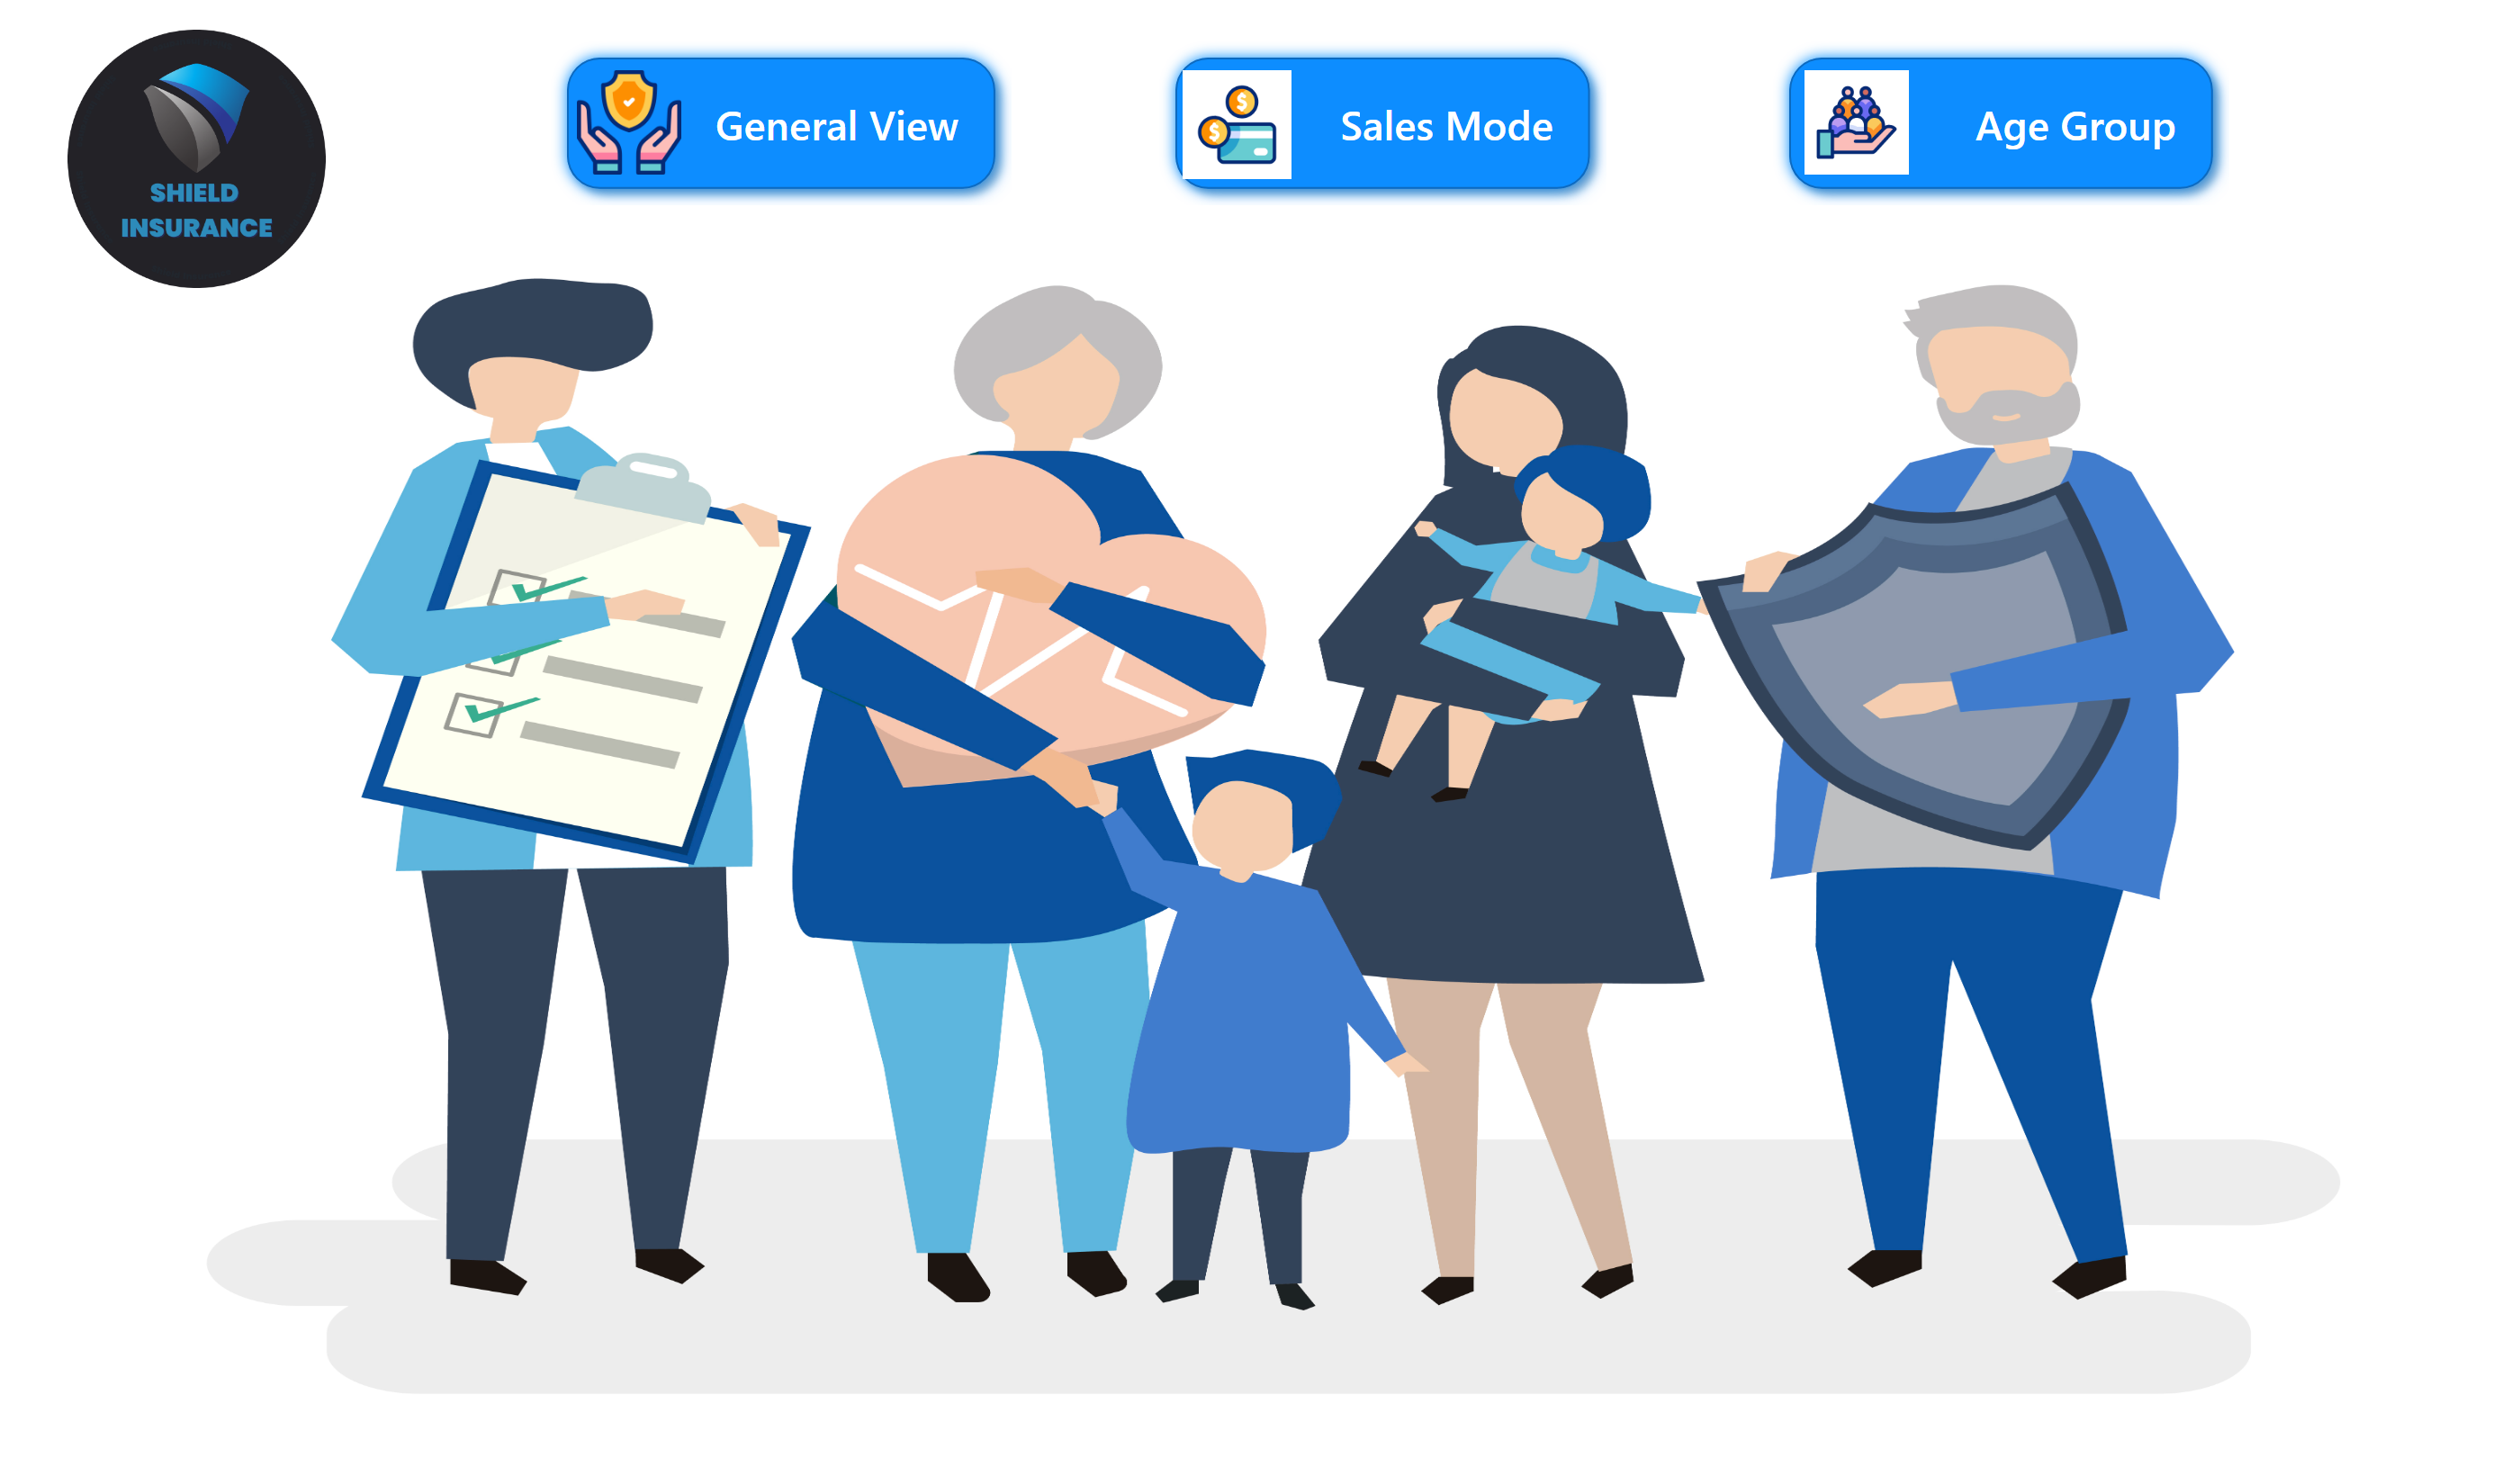 SHIELD
INSURANCE
General View
Sales Mode
Age Group